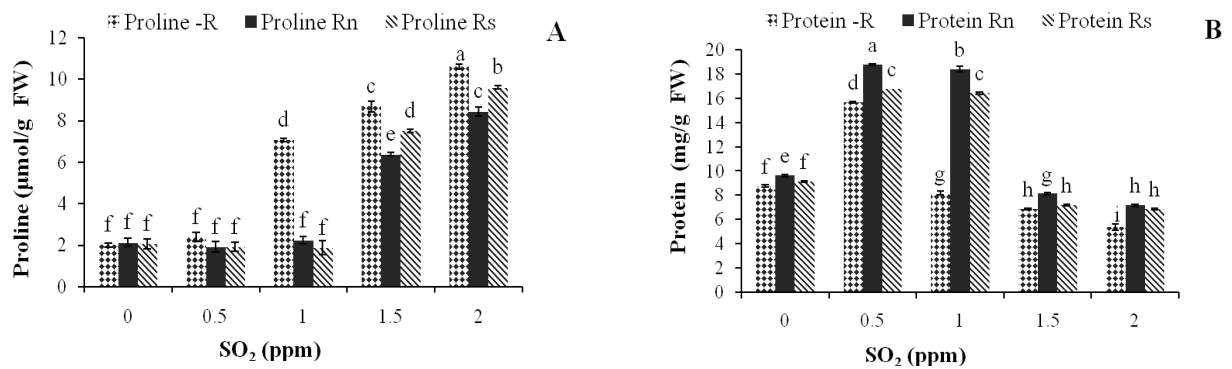 Proline -R Proline Rn Proline Rs
A
12
10
8
6
4
2
0
Proline (µmol/g FW)
f f f
f f f
d f f
c e d
a c b
0 0.5 1 1.5 2
SO2 (ppm)
Protein -R Protein Rn Protein Rs
B
20
18
16
14
12
10
8
6
4
2
0
Protein (mg/g FW)
f e f
d a c
g b c
h g h
i h h
0 0.5 1 1.5 2
SO2 (ppm)